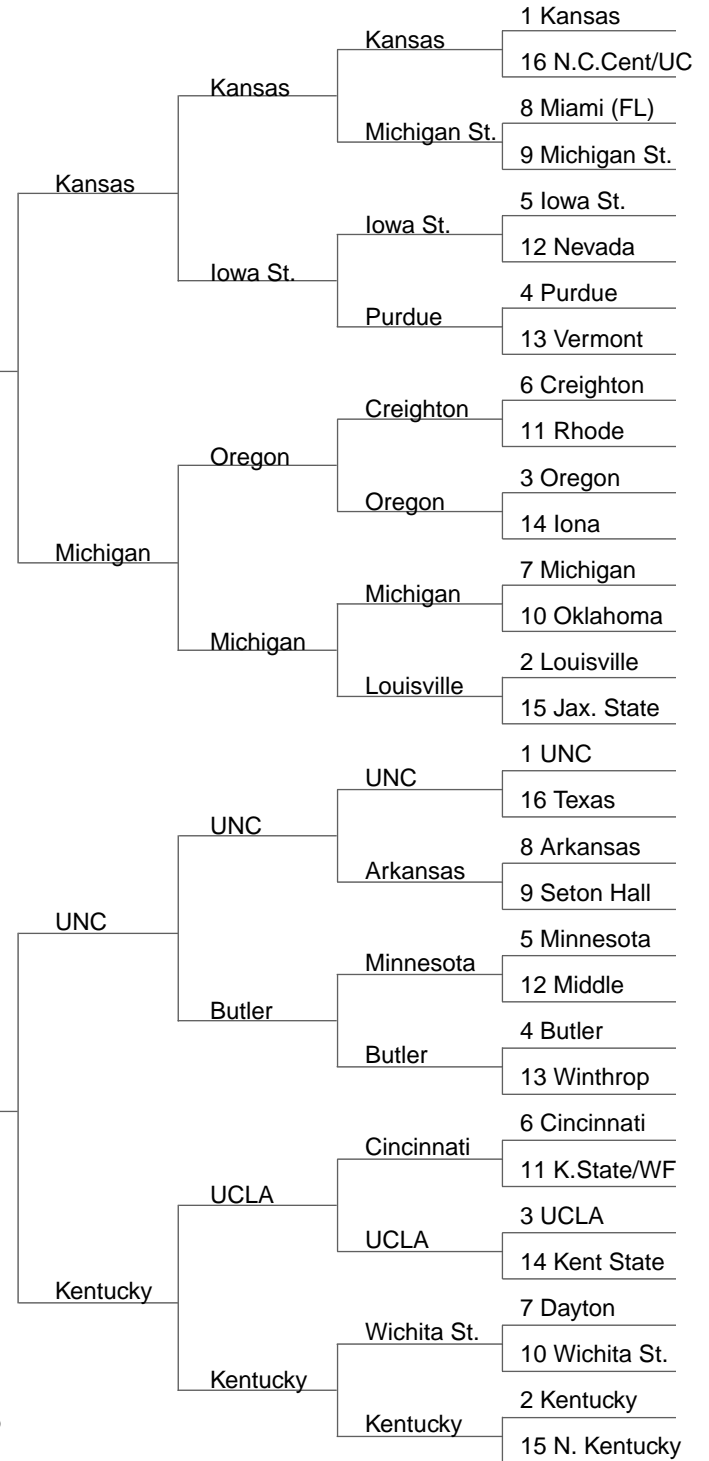 1 Kansas
Kansas
16 N.C.Cent/UC
Kansas
8 Miami (FL)
Michigan St.
9 Michigan St.
Kansas
5 Iowa St.
Iowa St.
12 Nevada
Iowa St.
4 Purdue
Purdue
13 Vermont
6 Creighton
Creighton
11 Rhode
Oregon
3 Oregon
Oregon
14 Iona
Michigan
7 Michigan
Michigan
10 Oklahoma
Michigan
2 Louisville
Louisville
15 Jax. State
1 UNC
UNC
16 Texas
UNC
8 Arkansas
Arkansas
9 Seton Hall
UNC
5 Minnesota
Minnesota
12 Middle
Butler
4 Butler
Butler
13 Winthrop
6 Cincinnati
Cincinnati
11 K.State/WF
UCLA
3 UCLA
UCLA
14 Kent State
Kentucky
7 Dayton
Wichita St.
10 Wichita St.
Kentucky
2 Kentucky
Kentucky
15 N. Kentucky